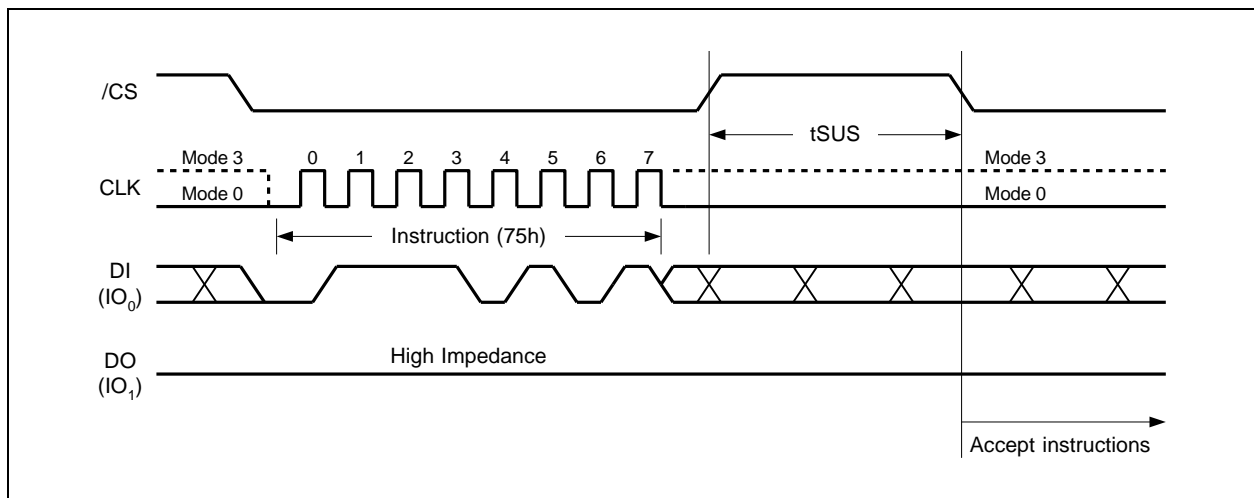 /CS
tSUS
Mode 3
0 1 2 3 4 5 6 7
Mode 3
CLK
Mode 0
Mode 0
Instruction (75h)
DI
(IO₀)
High Impedance
DO
(IO₁)
Accept instructions